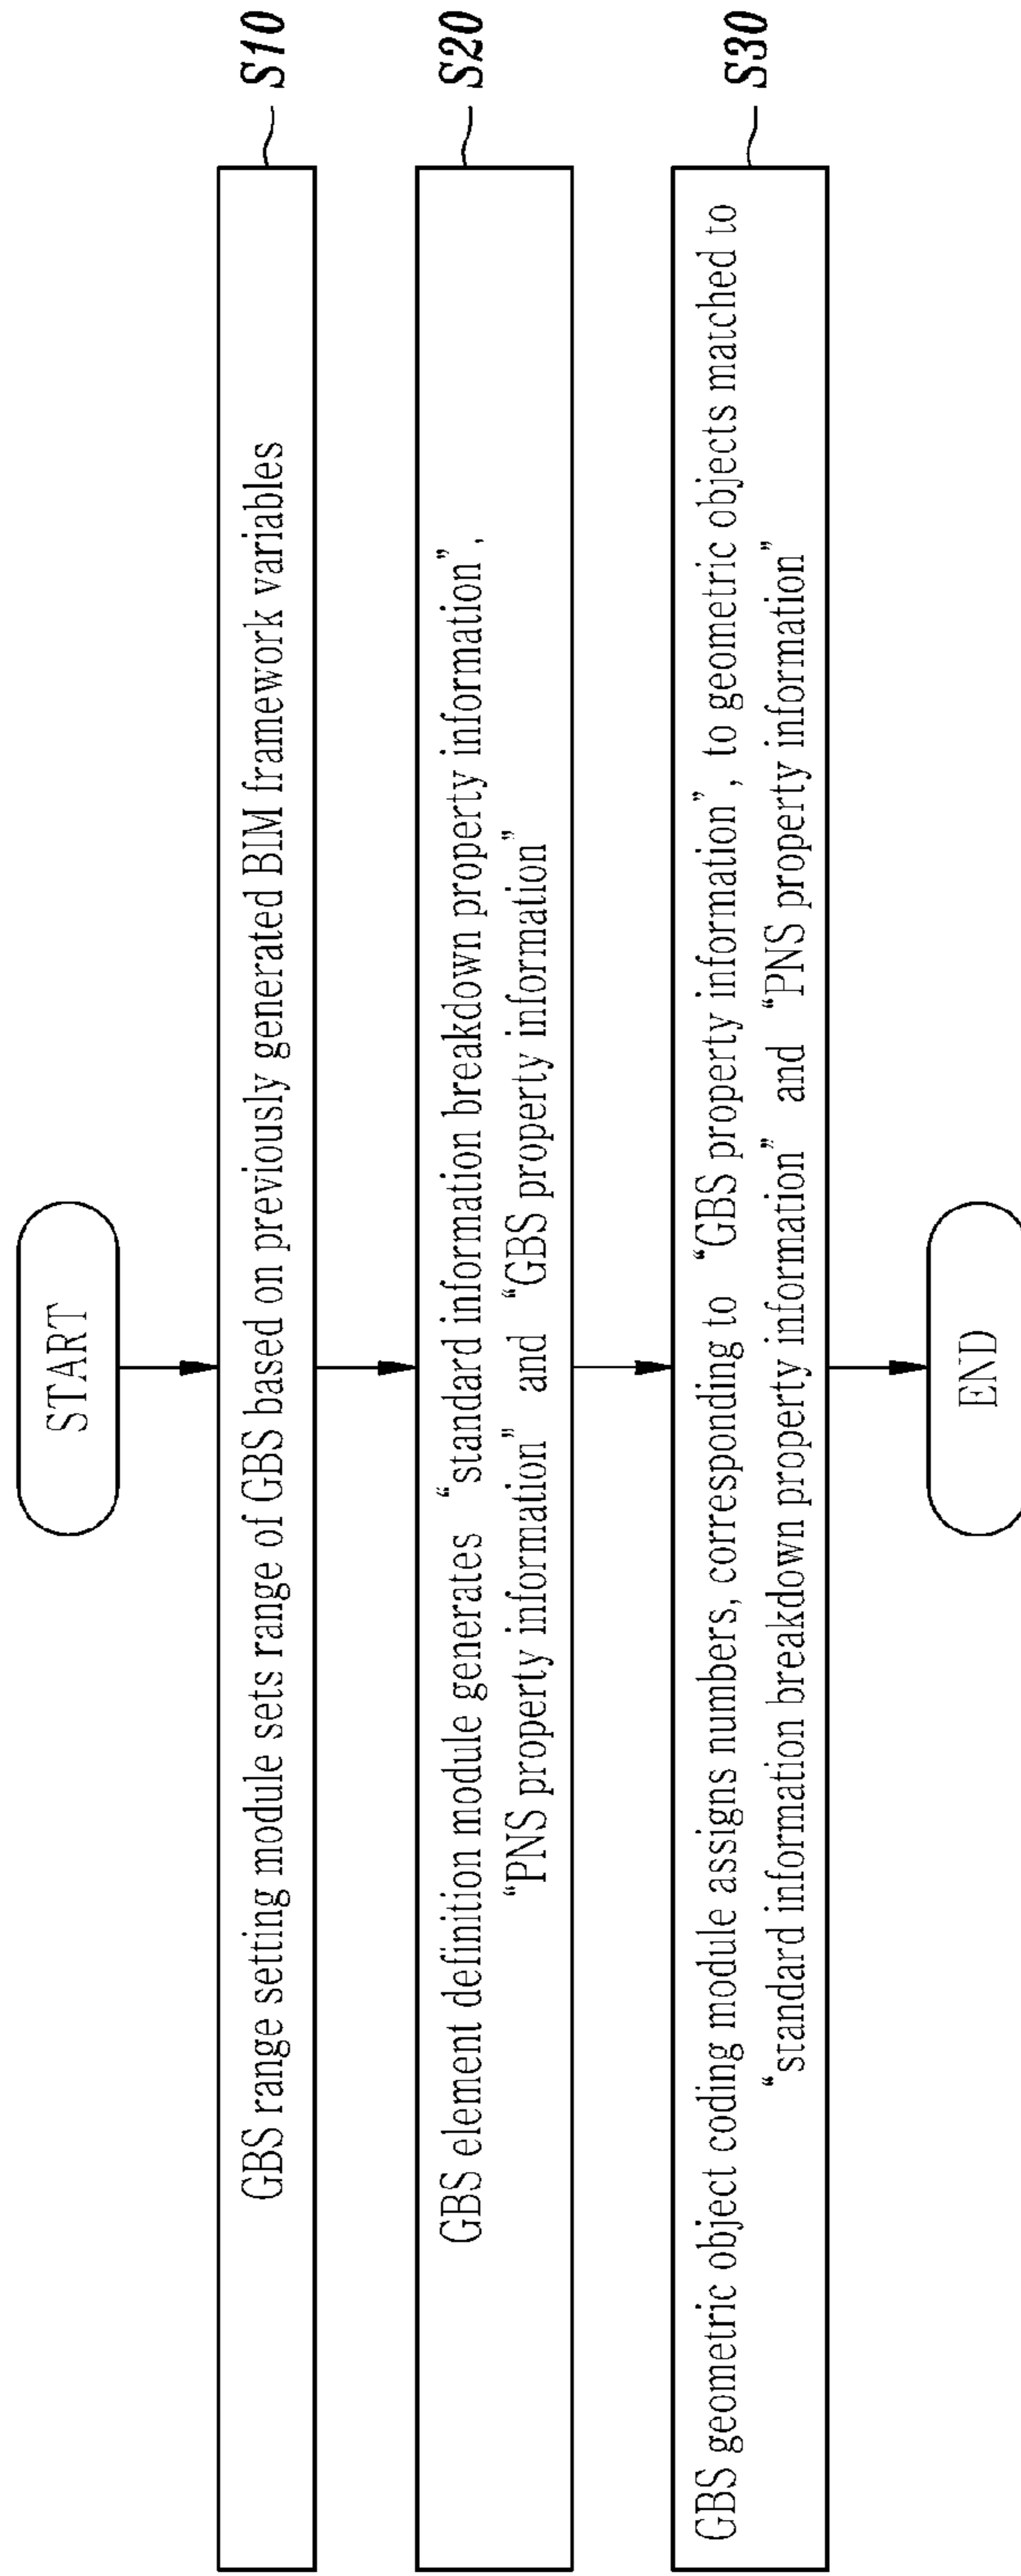 START
GBS range setting module sets range of GBS based on previously generated BIM framework variables
S10
GBS element definition module generates “standard information breakdown property information”,
“PNS property information” and “GBS property information”
S20
GBS geometric object coding module assigns numbers, corresponding to “GBS property information”, to geometric objects matched to
“standard information breakdown property information” and “PNS property information”
S30
END